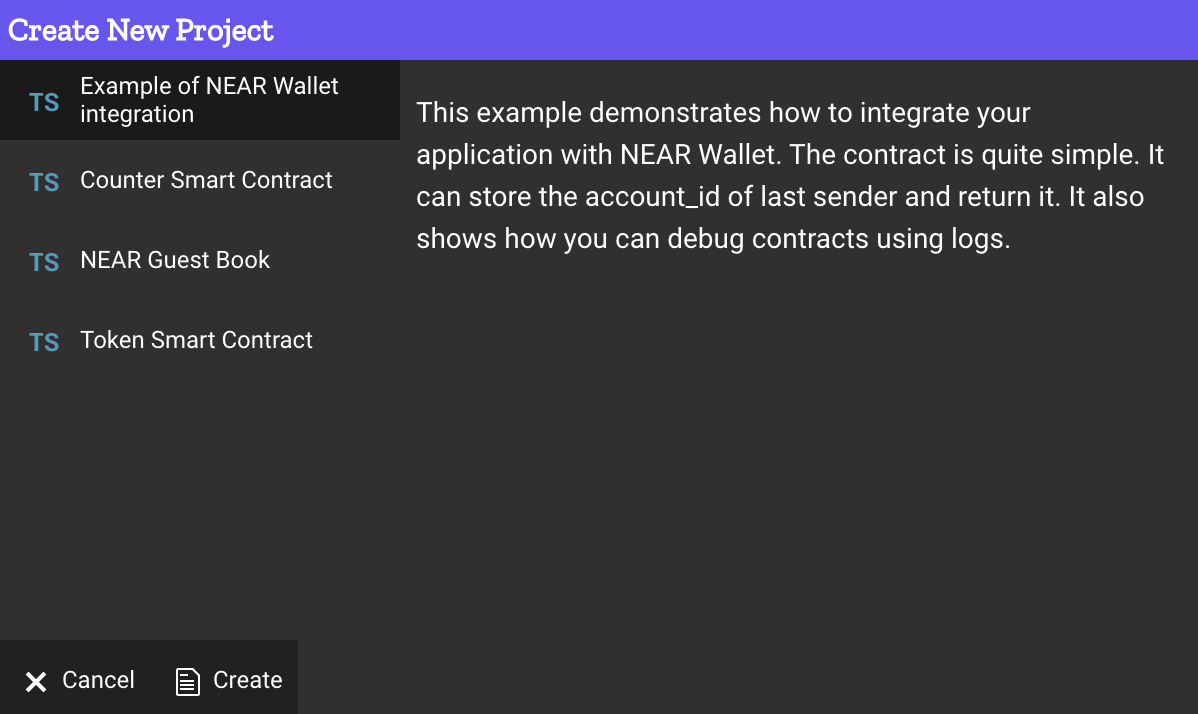 Create New Project
TS Example of NEAR Wallet
integration
TS Counter Smart Contract
TS NEAR Guest Book
TS Token Smart Contract
This example demonstrates how to integrate your
application with NEAR Wallet. The contract is quite simple. It
can store the account_id of last sender and return it. It also
shows how you can debug contracts using logs.
Cancel Create